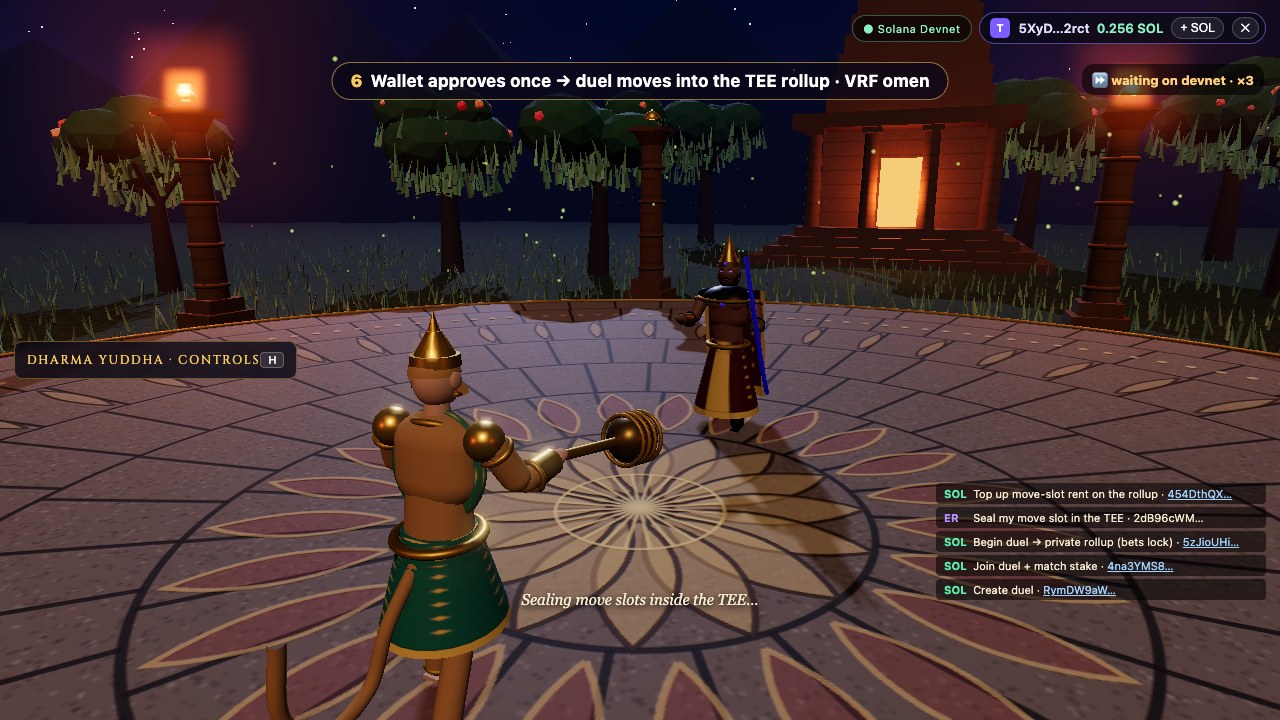 Solana Devnet
T 5XyD...2rct 0.256 SOL + SOL ✕
6 Wallet approves once → duel moves into the TEE rollup · VRF omen
⏩ waiting on devnet · ×3
DHARMA YUDDHA · CONTROLS H
SOL Top up move-slot rent on the rollup · 454DthQX...
ER Seal my move slot in the TEE · 2dB96cWM...
SOL Begin duel → private rollup (bets lock) · 5zJioUHi...
SOL Join duel + match stake · 4na3YMS8...
SOL Create duel · RymDW9aW...
Sealing move slots inside the TEE...